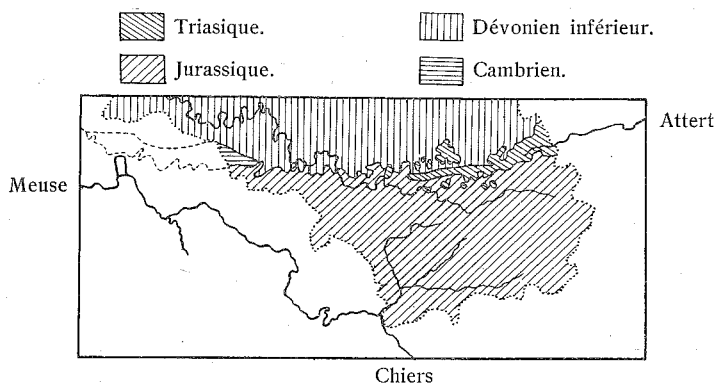 Triasique.
Dévonien inférieur.
Jurassique.
Cambrien.
Attert
Meuse
Chiers